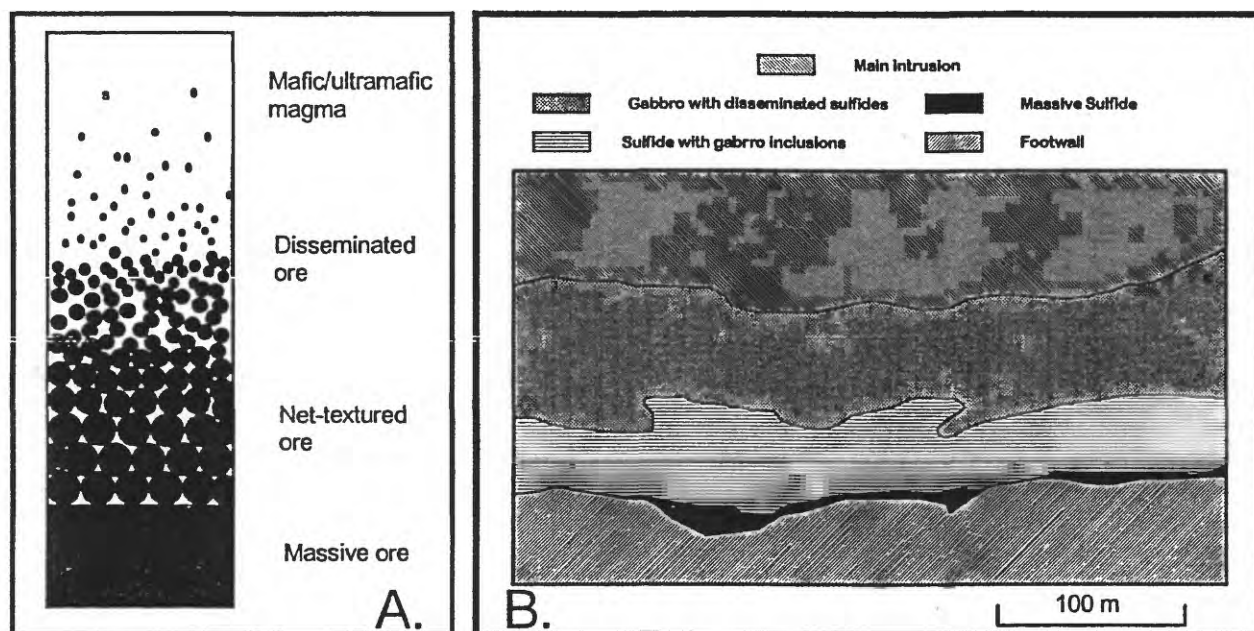 Mafic/ultramafic
magma
Disseminated
ore
Net-textured
ore
Massive ore
A.
Main intrusion
Gabbro with disseminated sulfides
Massive Sulfide
Sulfide with gabrro inclusions
Footwall
B.
100 m